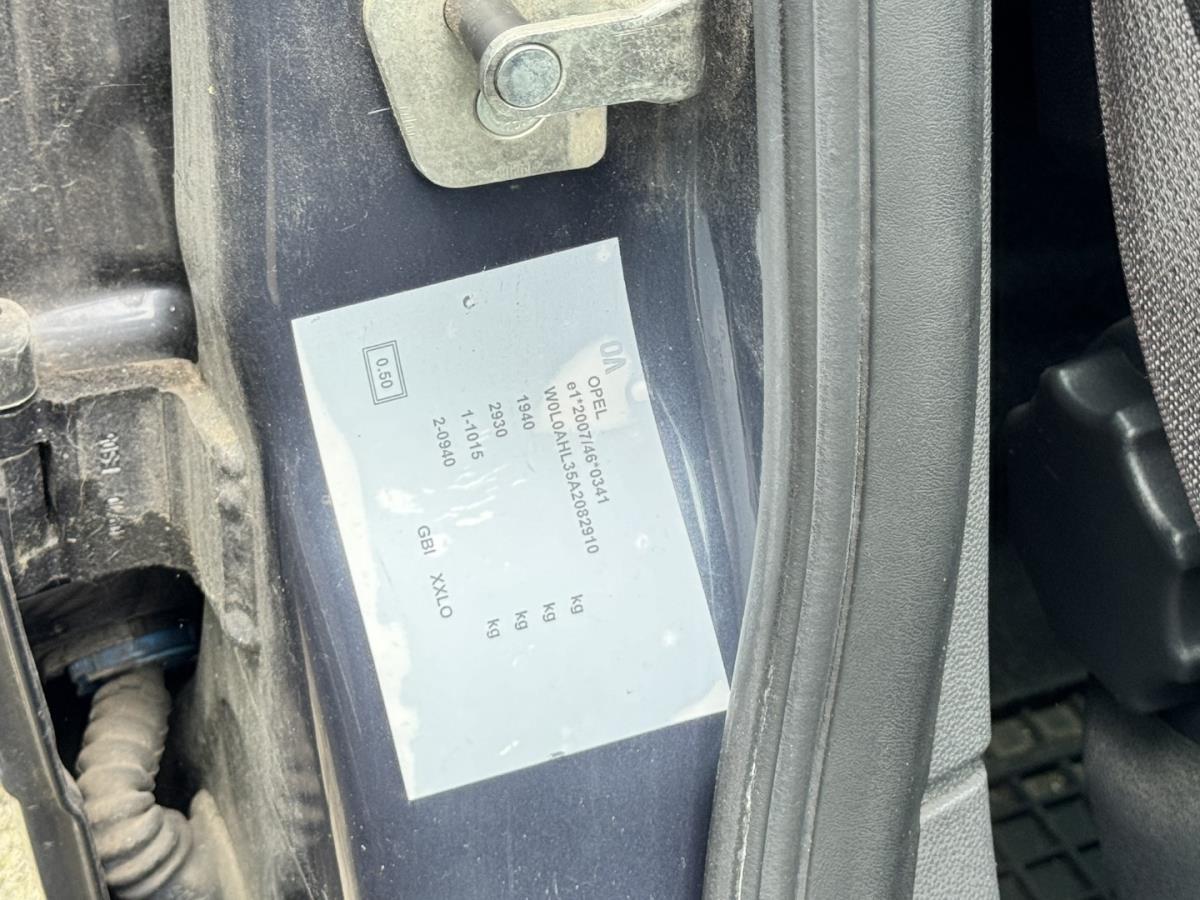 OPEL
e1*2007/46*0341
W0L0AHL35A2082910
1940 kg
2930 kg
1-1015 kg
2-0940 kg
GBI XXLO
0.50